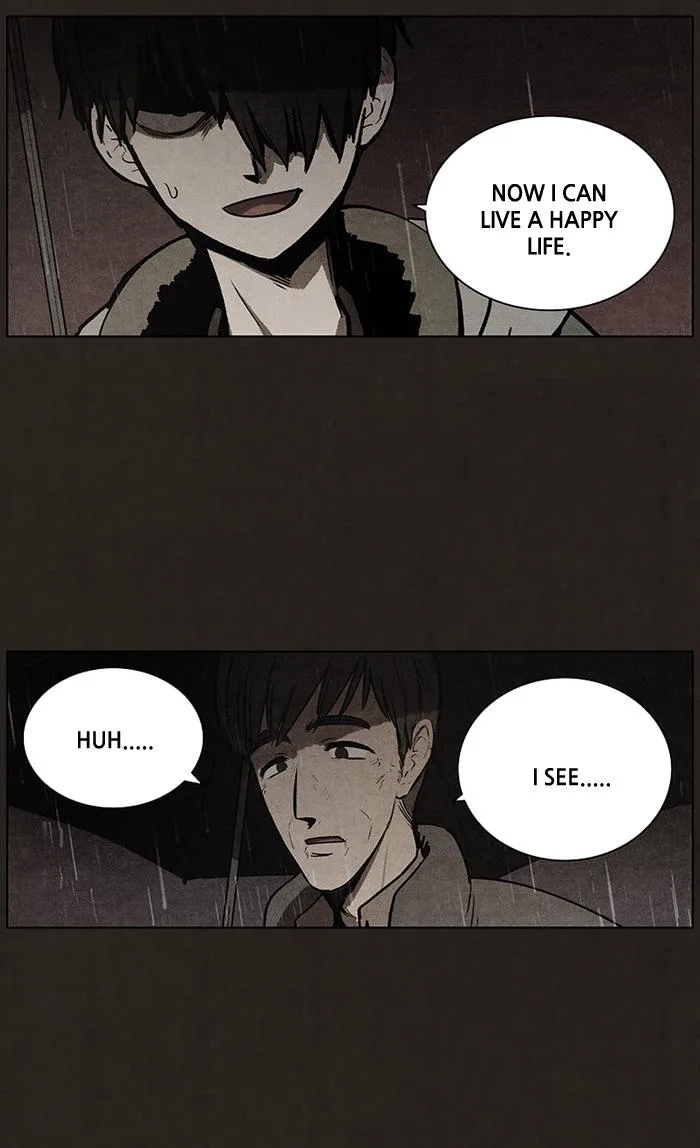 NOW I CAN
LIVE A HAPPY
LIFE.
HUH.....
I SEE.....